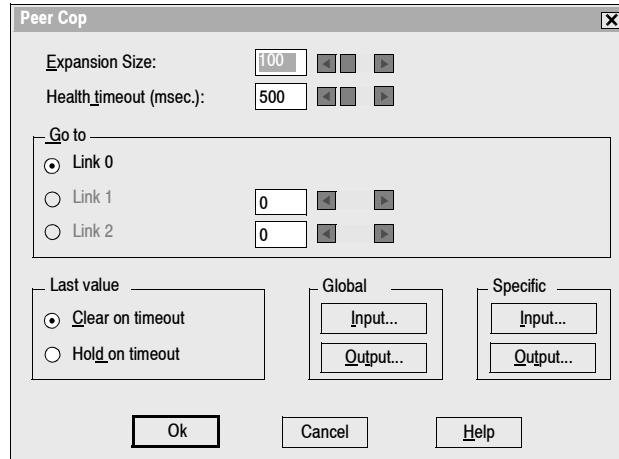 Peer Cop
Expansion Size: 100
Health timeout (msec.): 500
Go to
Link 0
Link 1 0
Link 2 0
Last value
Clear on timeout
Hold on timeout
Global
Input...
Output...
Specific
Input...
Output...
Ok Cancel Help